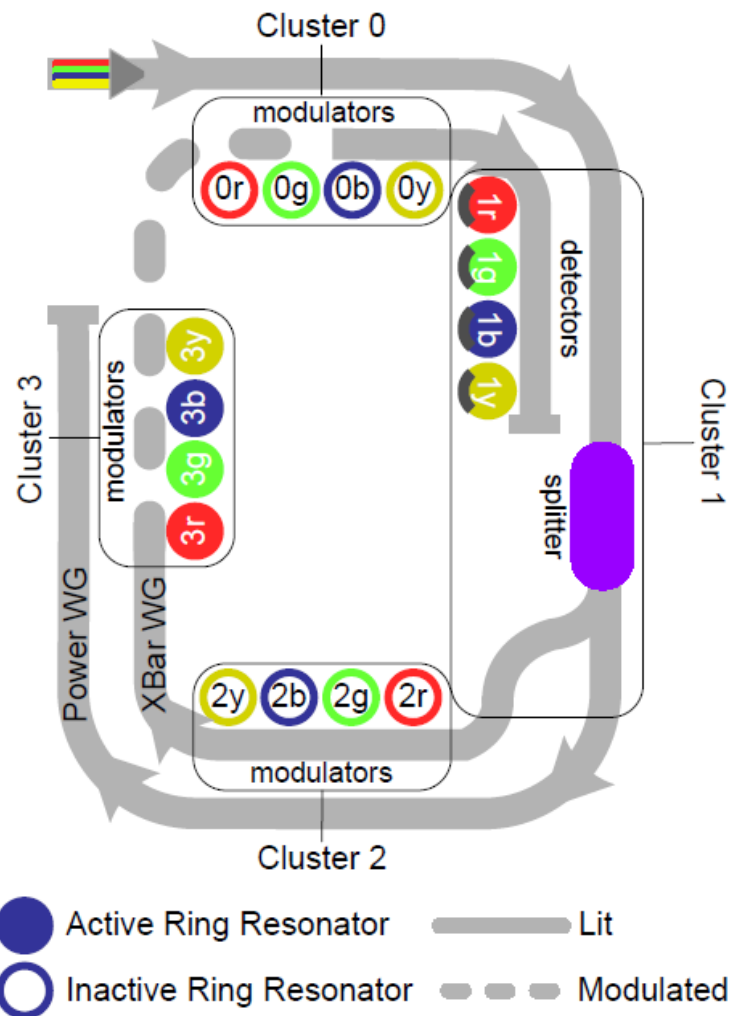 Cluster 0
modulators
0r 0g 0b 0y
1r
1g
1b
1y
detectors
Cluster 1
splitter
Cluster 3
modulators
3y
3b
3g
3r
Power WG
XBar WG
2y 2b 2g 2r
modulators
Cluster 2
Active Ring Resonator
Lit
Inactive Ring Resonator
Modulated